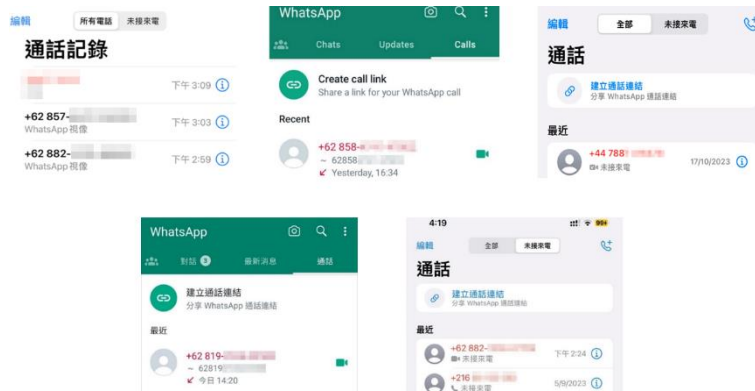 編輯
所有電話 未接來電
通話記錄
下午 3:09
+62 857-
WhatsApp 視像
下午 3:03
+62 882-
WhatsApp 視像
下午 2:59
WhatsApp
Chats Updates Calls
Create call link
Share a link for your WhatsApp call
Recent
+62 858-
~ 62858
Yesterday, 16:34
編輯
全部 未接來電
通話
建立通話連結
分享 WhatsApp 通話連結
最近
+44 788
未接來電
17/10/2023
WhatsApp
對話 3 最新消息 通話
建立通話連結
分享 WhatsApp 通話連結
最近
+62 819-
~ 62819
今日 14:20
4:19
編輯
全部 未接來電
通話
建立通話連結
分享 WhatsApp 通話連結
最近
+62 882-
未接來電
下午 2:24
+216
未接來電
5/9/2023